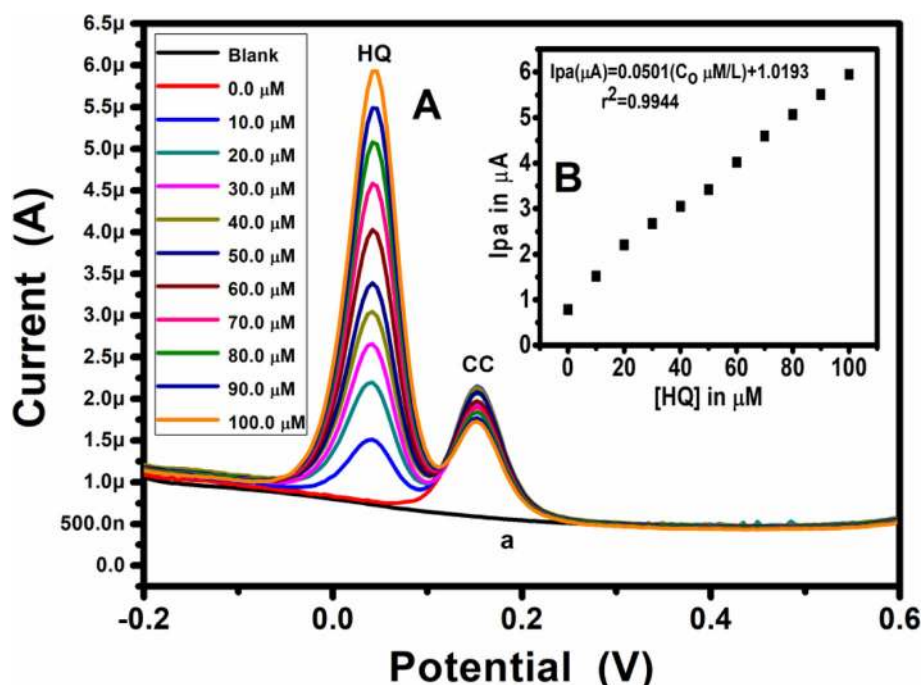 6.5μ
6.0μ
5.5μ
5.0μ
4.5μ
4.0μ
3.5μ
3.0μ
2.5μ
2.0μ
1.5μ
1.0μ
500.0n
0.0
Current (A)
Blank
0.0 μM
10.0 μM
20.0 μM
30.0 μM
40.0 μM
50.0 μM
60.0 μM
70.0 μM
80.0 μM
90.0 μM
100.0 μM
HQ
A
CC
a
Ipa(μA)=0.0501(C₀ μM/L)+1.0193
r²=0.9944
B
Ipa in μA
6
5
4
3
2
1
0
0 20 40 60 80 100
[HQ] in μM
-0.2 0.0 0.2 0.4 0.6
Potential (V)